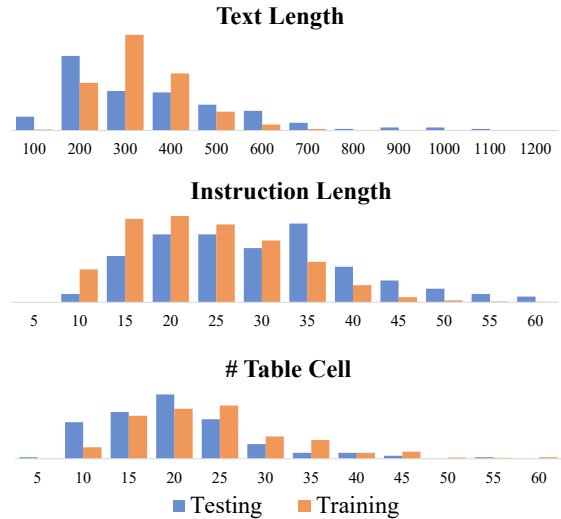 Text Length
100 200 300 400 500 600 700 800 900 1000 1100 1200
Instruction Length
5 10 15 20 25 30 35 40 45 50 55 60
# Table Cell
5 10 15 20 25 30 35 40 45 50 55 60
Testing Training